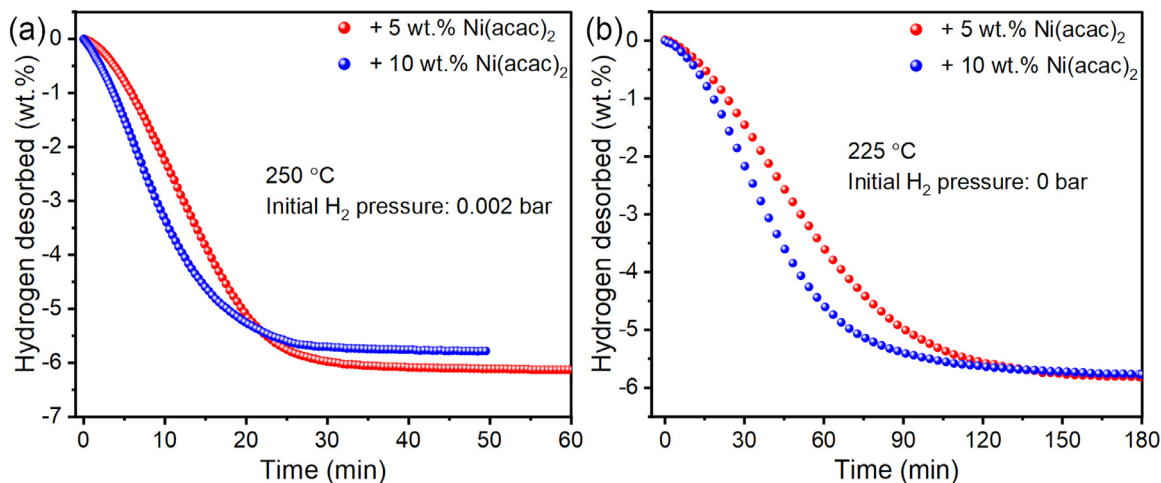 (a)
+ 5 wt.% Ni(acac)₂
+ 10 wt.% Ni(acac)₂
250 °C
Initial H₂ pressure: 0.002 bar
Hydrogen desorbed (wt.%)
0
-1
-2
-3
-4
-5
-6
-7
0 10 20 30 40 50 60
Time (min)
(b)
+ 5 wt.% Ni(acac)₂
+ 10 wt.% Ni(acac)₂
225 °C
Initial H₂ pressure: 0 bar
Hydrogen desorbed (wt.%)
0
-1
-2
-3
-4
-5
-6
0 30 60 90 120 150 180
Time (min)